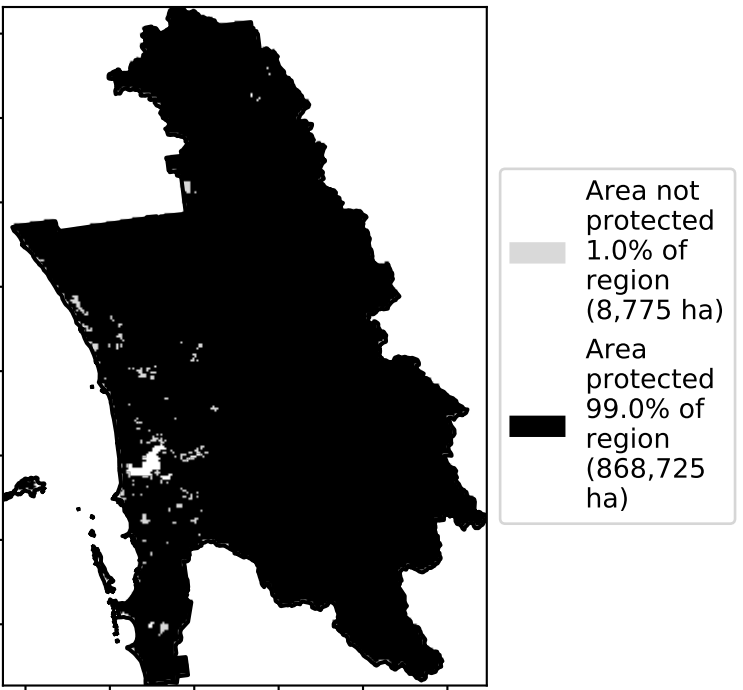 Area not
protected
1.0% of
region
(8,775 ha)
Area
protected
99.0% of
region
(868,725
ha)